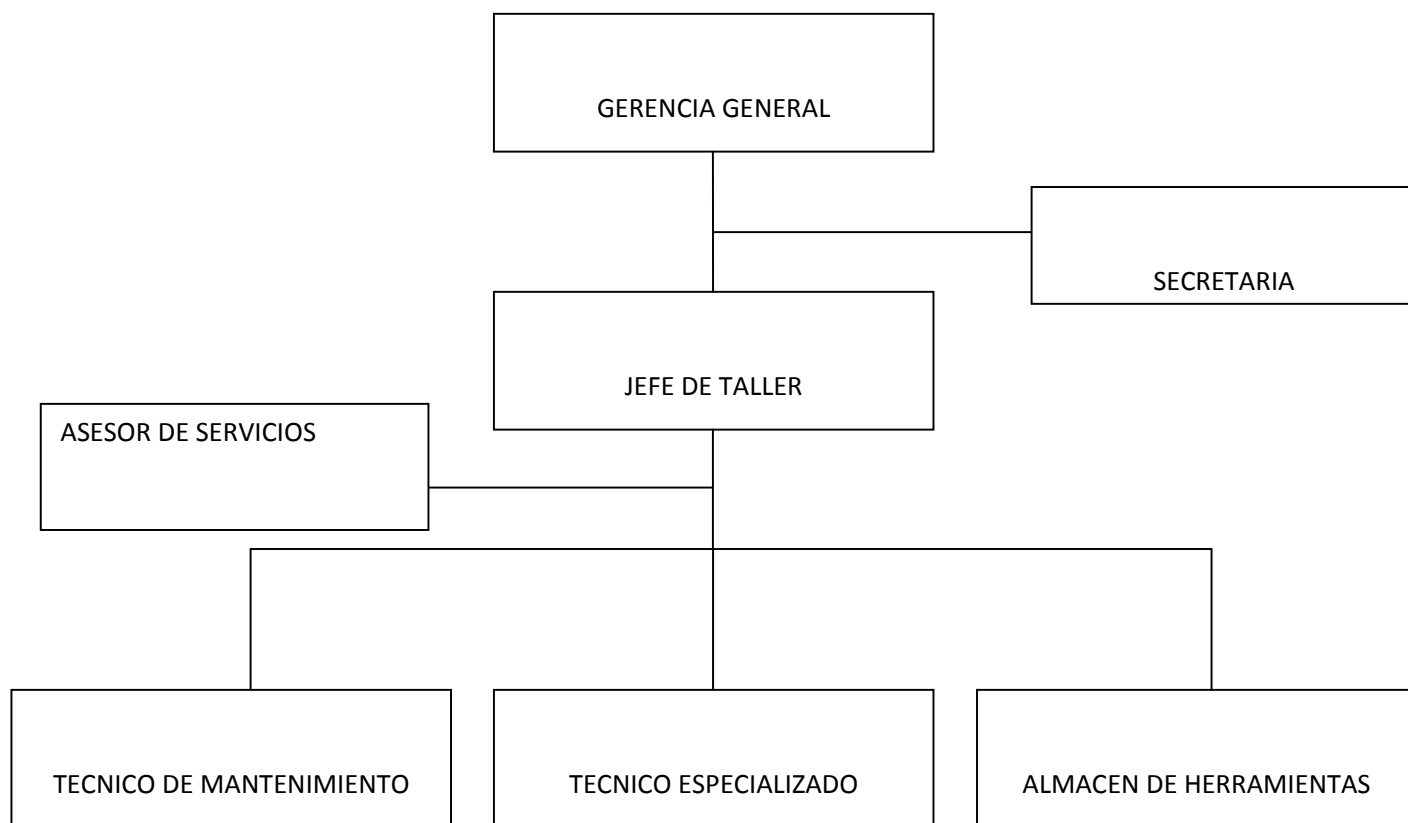 GERENCIA GENERAL
SECRETARIA
JEFE DE TALLER
ASESOR DE SERVICIOS
TECNICO DE MANTENIMIENTO
TECNICO ESPECIALIZADO
ALMACEN DE HERRAMIENTAS